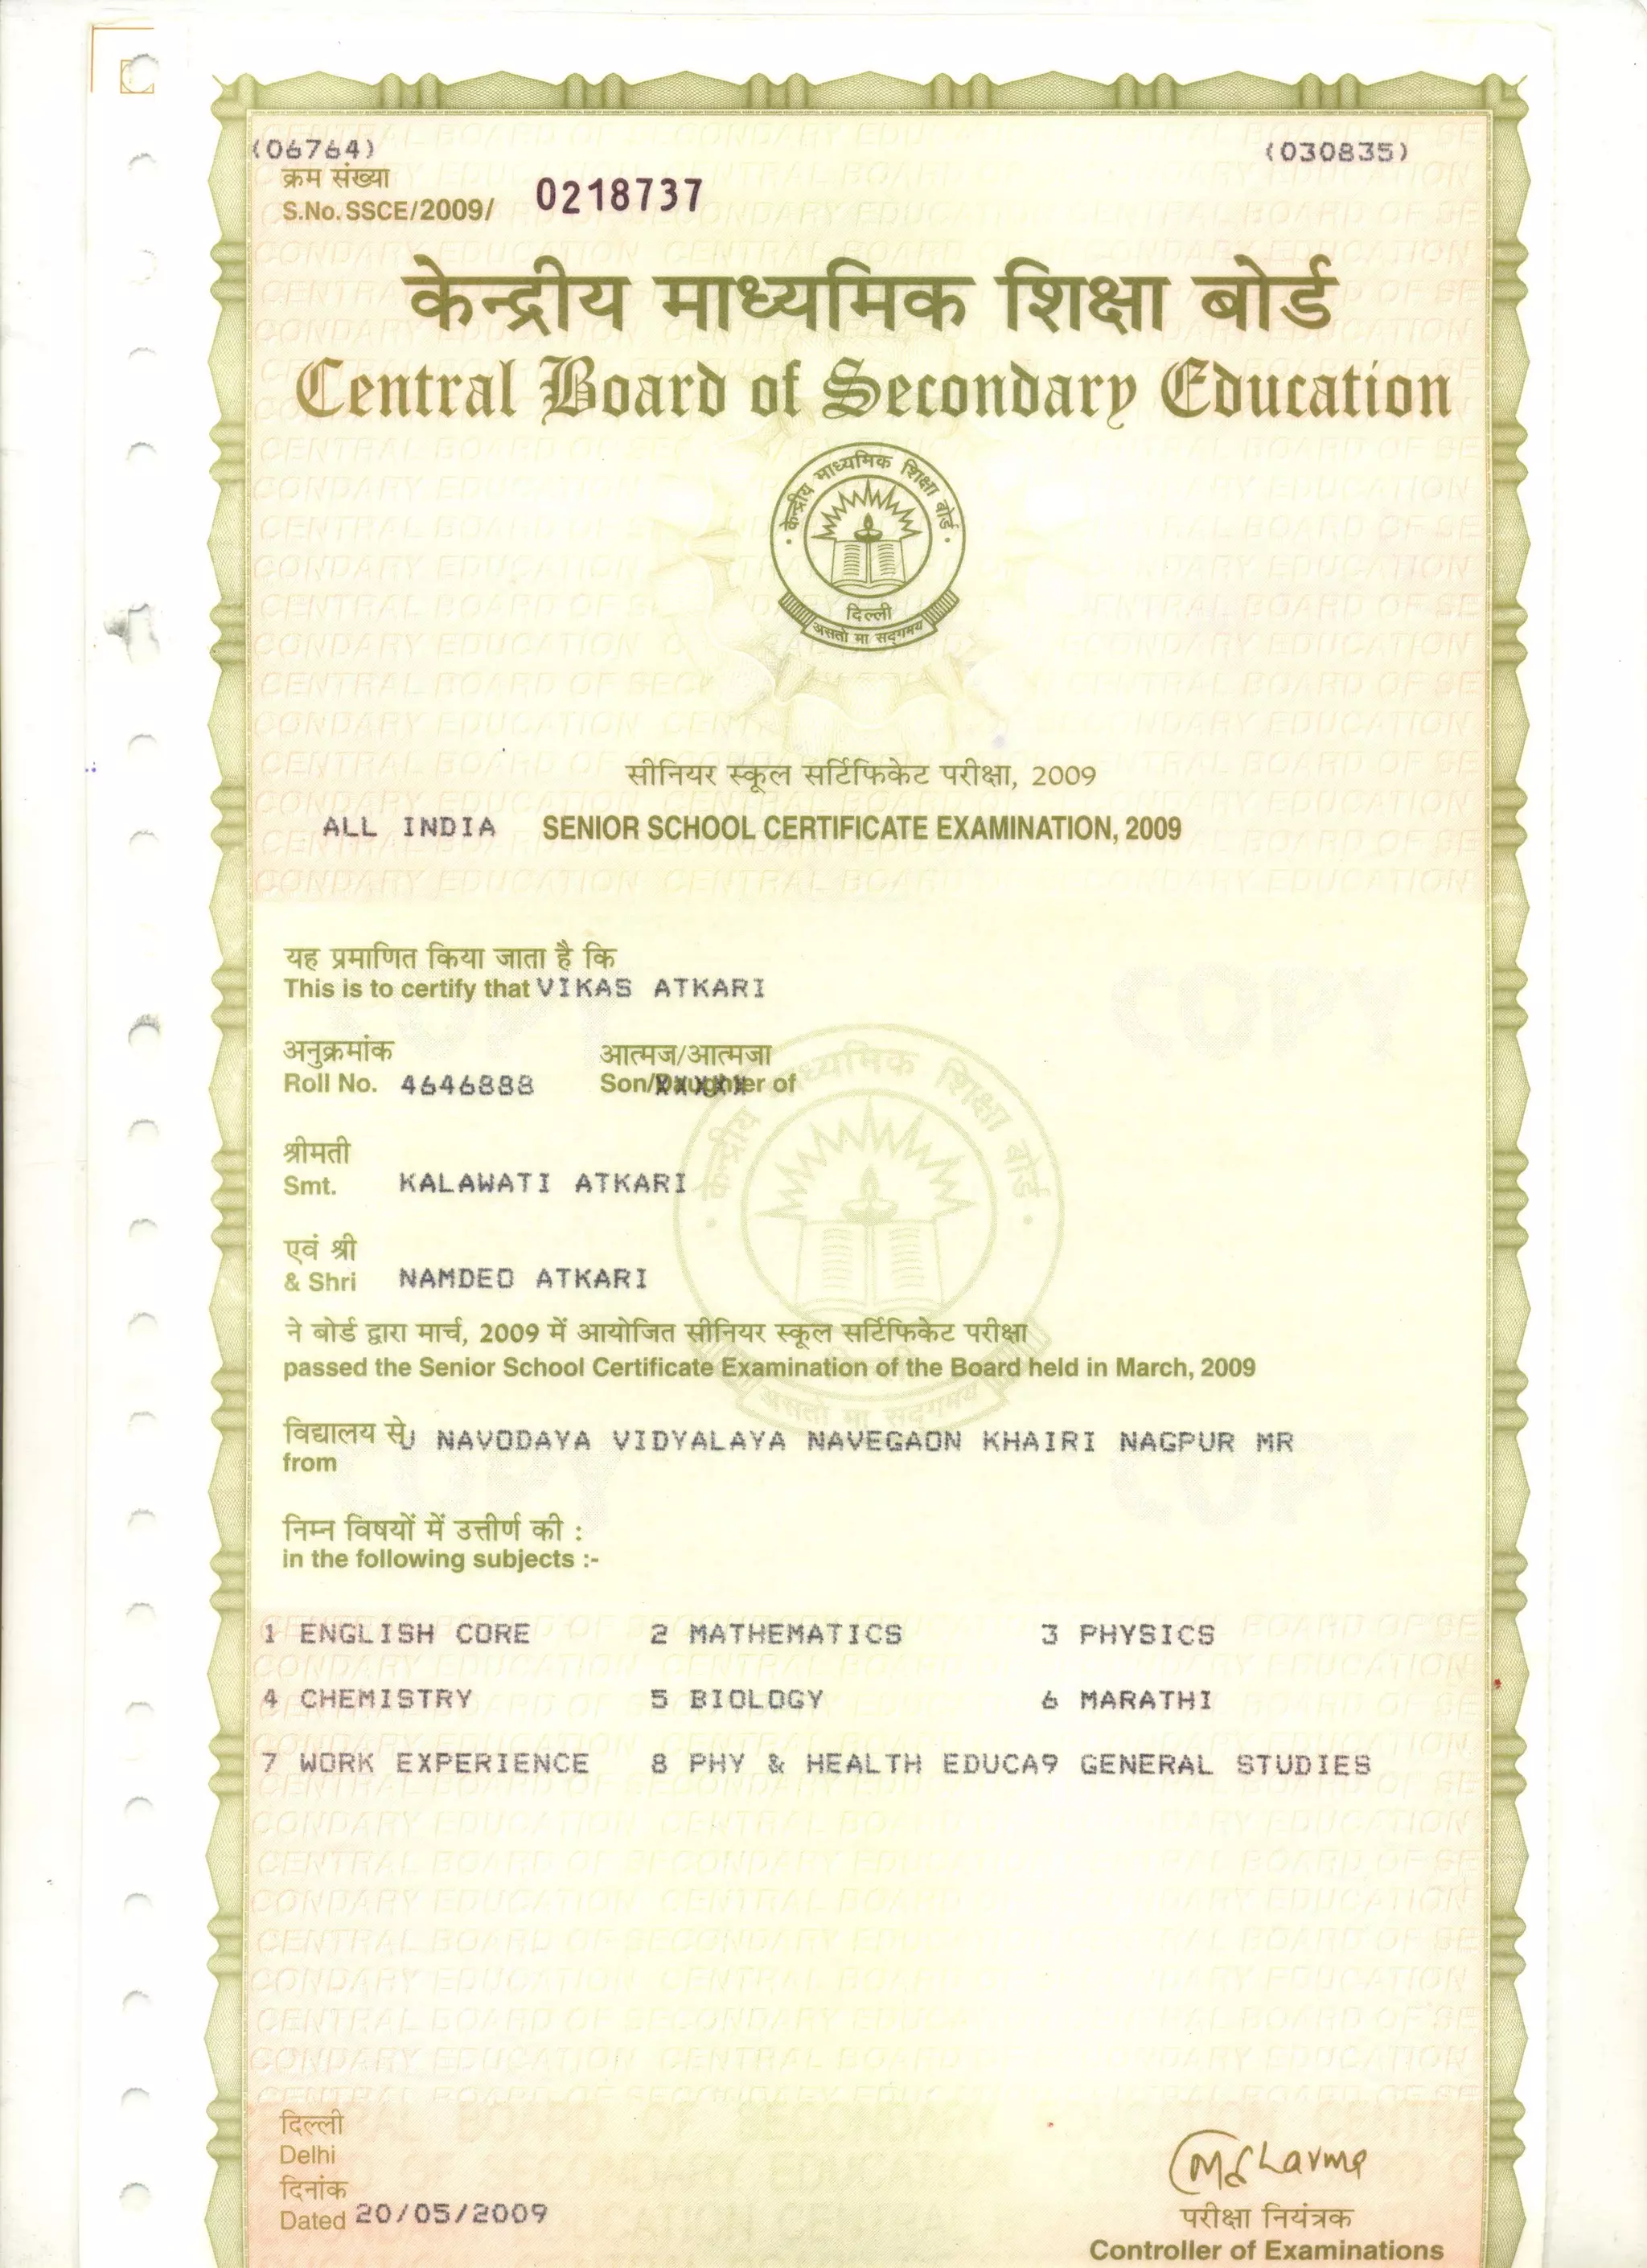 (06764) (030835)
क्रम संख्या
S.No. SSCE/2009/ 0218737
केन्द्रीय माध्यमिक शिक्षा बोर्ड
Central Board of Secondary Education
केन्द्रीय माध्यमिक शिक्षा बोर्ड
दिल्ली
असतो मा सद्गमय
सीनियर स्कूल सर्टिफिकेट परीक्षा, 2009
ALL INDIA SENIOR SCHOOL CERTIFICATE EXAMINATION, 2009
यह प्रमाणित किया जाता है कि
This is to certify that VIKAS ATKARI
अनुक्रमांक आत्मज/आत्मजा
Roll No. 4646888 Son/Daughter of
श्रीमती
Smt. KALAWATI ATKARI
एवं श्री
& Shri NAMDEO ATKARI
ने बोर्ड द्वारा मार्च, 2009 में आयोजित सीनियर स्कूल सर्टिफिकेट परीक्षा
passed the Senior School Certificate Examination of the Board held in March, 2009
विद्यालय से J NAVODAYA VIDYALAYA NAVEGAON KHAIRI NAGPUR MR
from
निम्न विषयों में उत्तीर्ण की :
in the following subjects :-
1 ENGLISH CORE 2 MATHEMATICS 3 PHYSICS
4 CHEMISTRY 5 BIOLOGY 6 MARATHI
7 WORK EXPERIENCE 8 PHY & HEALTH EDUCA9 GENERAL STUDIES
दिल्ली
Delhi
दिनांक
Dated 20/05/2009
परीक्षा नियंत्रक
Controller of Examinations